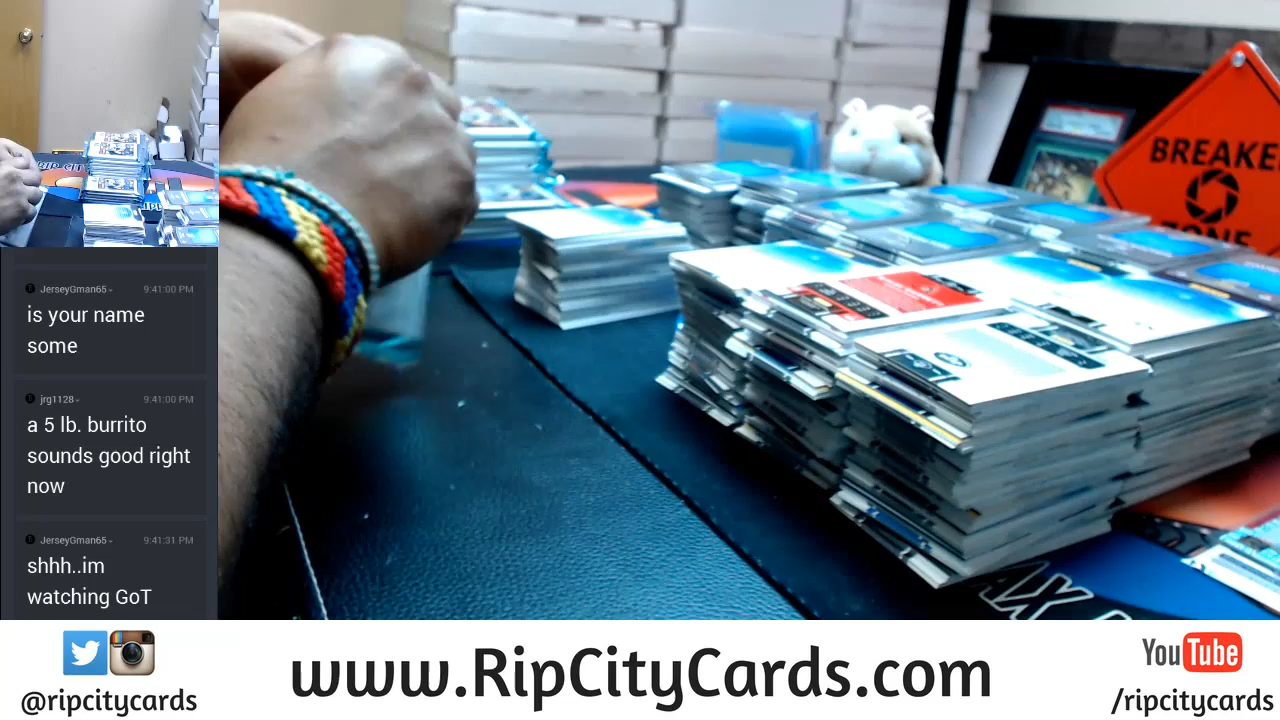 JerseyGman65 9:41:00 PM
is your name
some
jrg1128 9:41:00 PM
a 5 lb. burrito
sounds good right
now
JerseyGman65 9:41:31 PM
shhh..im
watching GoT
BREAKE
ZONE
@ripcitycards
www.RipCityCards.com
YouTube
/ripcitycards